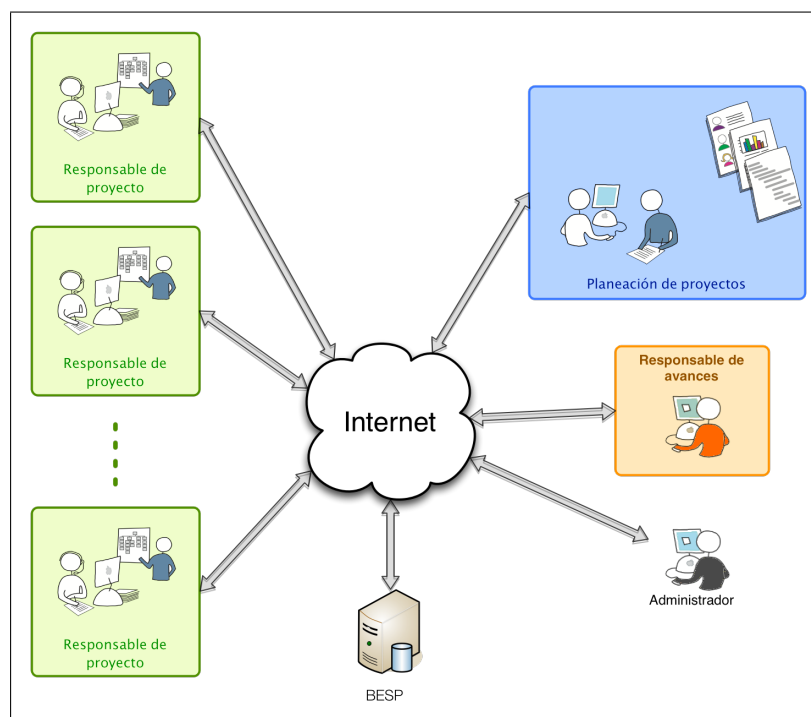 Responsable de
proyecto
Planeación de proyectos
Responsable de
proyecto
Responsable de
avances
Internet
Responsable de
proyecto
Administrador
BESP